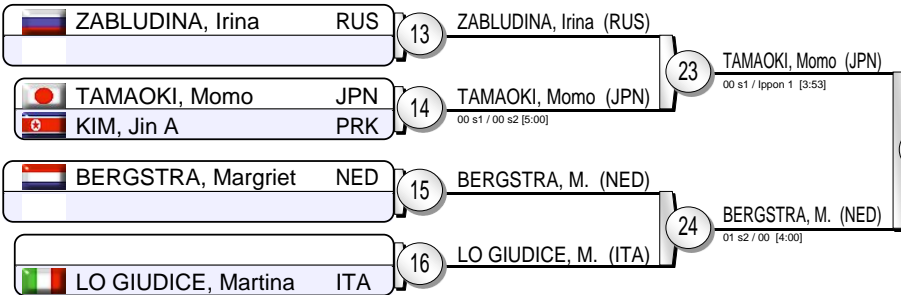 ZABLUDINA, Irina RUS
13
ZABLUDINA, Irina (RUS)
23
TAMAOKI, Momo (JPN)
00 s1 / Ippon 1 [3:53]
TAMAOKI, Momo JPN
KIM, Jin A PRK
14
TAMAOKI, Momo (JPN)
00 s1 / 00 s2 [5:00]
BERGSTRA, Margriet NED
15
BERGSTRA, M. (NED)
24
BERGSTRA, M. (NED)
01 s2 / 00 [4:00]
16
LO GIUDICE, M. (ITA)
LO GIUDICE, Martina ITA